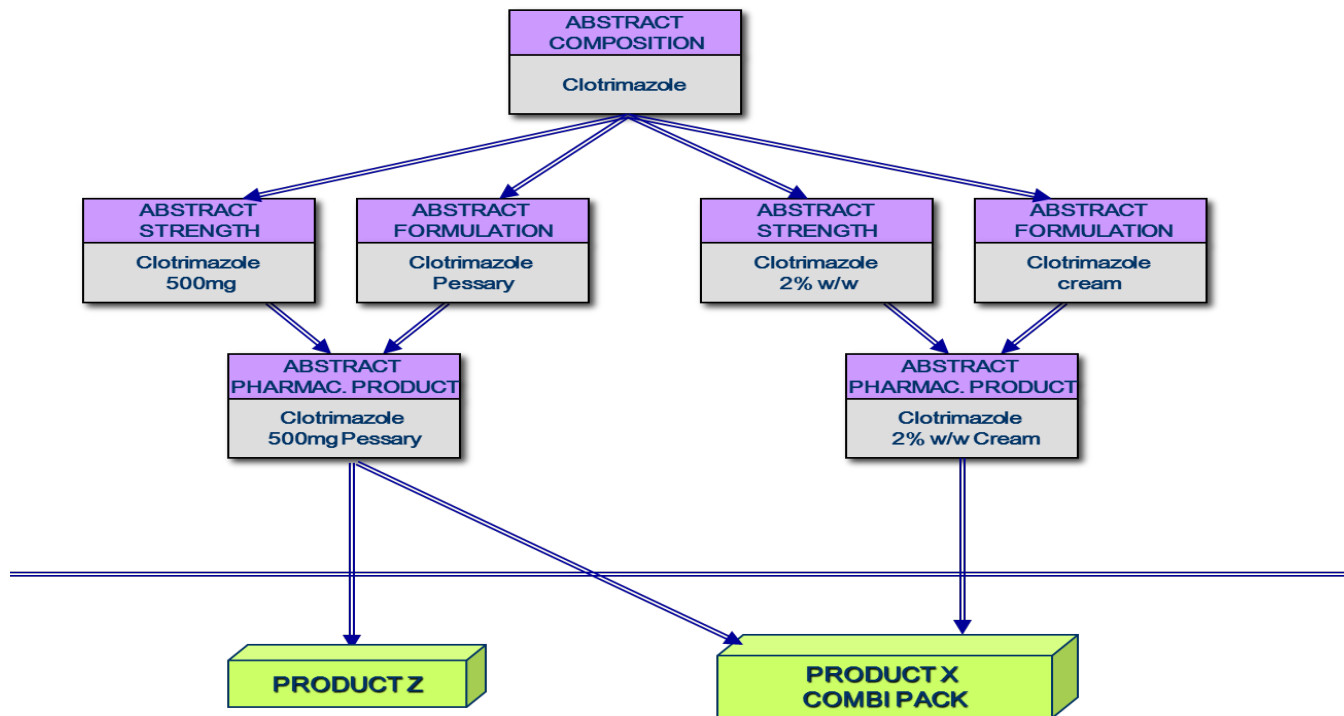 ABSTRACT
COMPOSITION
Clotrimazole
ABSTRACT
STRENGTH
Clotrimazole
500mg
ABSTRACT
FORMULATION
Clotrimazole
Pessary
ABSTRACT
STRENGTH
Clotrimazole
2% w/w
ABSTRACT
FORMULATION
Clotrimazole
cream
ABSTRACT
PHARMAC. PRODUCT
Clotrimazole
500mg Pessary
ABSTRACT
PHARMAC. PRODUCT
Clotrimazole
2% w/w Cream
PRODUCT Z
PRODUCT X
COMBI PACK